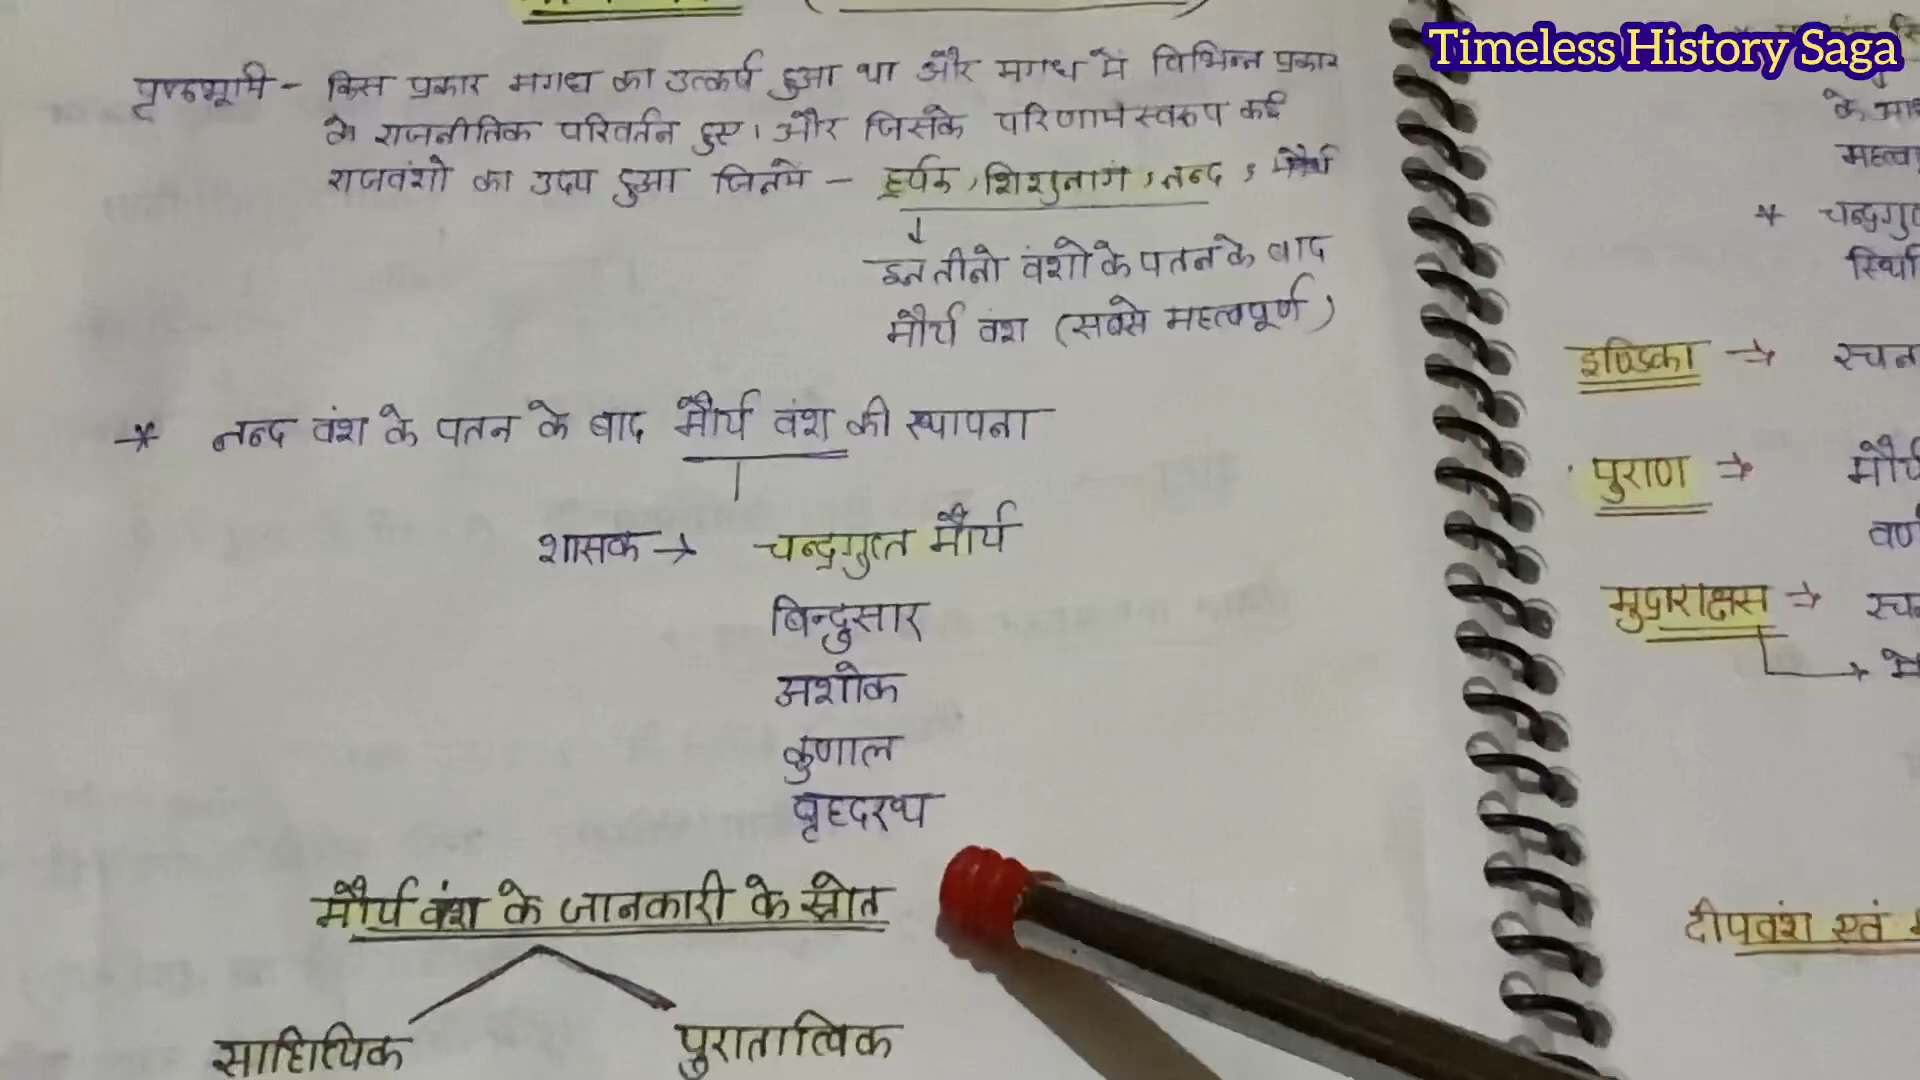 Timeless History Saga
पृष्ठभूमि - किस प्रकार मगध का उत्कर्ष हुआ था और मगध में विभिन्न प्रकार
के राजनीतिक परिवर्तन हुए। और जिसके परिणामस्वरूप कई
राजवंशो का उदय हुआ जिनमे - हर्यक, शिशुनाग, नन्द, मौर्य
↓
इन तीनो वंशो के पतन के बाद
मौर्य वंश (सबसे महत्वपूर्ण)
* नन्द वंश के पतन के बाद मौर्य वंश की स्थापना
शासक → चन्द्रगुप्त मौर्य
बिन्दुसार
अशोक
कुणाल
बृहदरथ
मौर्य वंश के जानकारी के स्रोत
साहित्यिक पुरातात्विक
के
* चन्द्रगु
इण्डिका →
पुराण → मौर्य
मुद्राराक्षस →
दीपवंश एवं